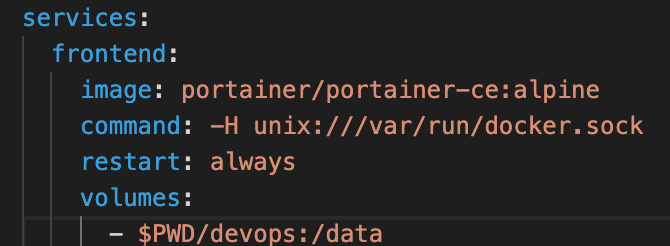 services:
frontend:
image: portainer/portainer-ce:alpine
command: -H unix:///var/run/docker.sock
restart: always
volumes:
- $PWD/devops:/data